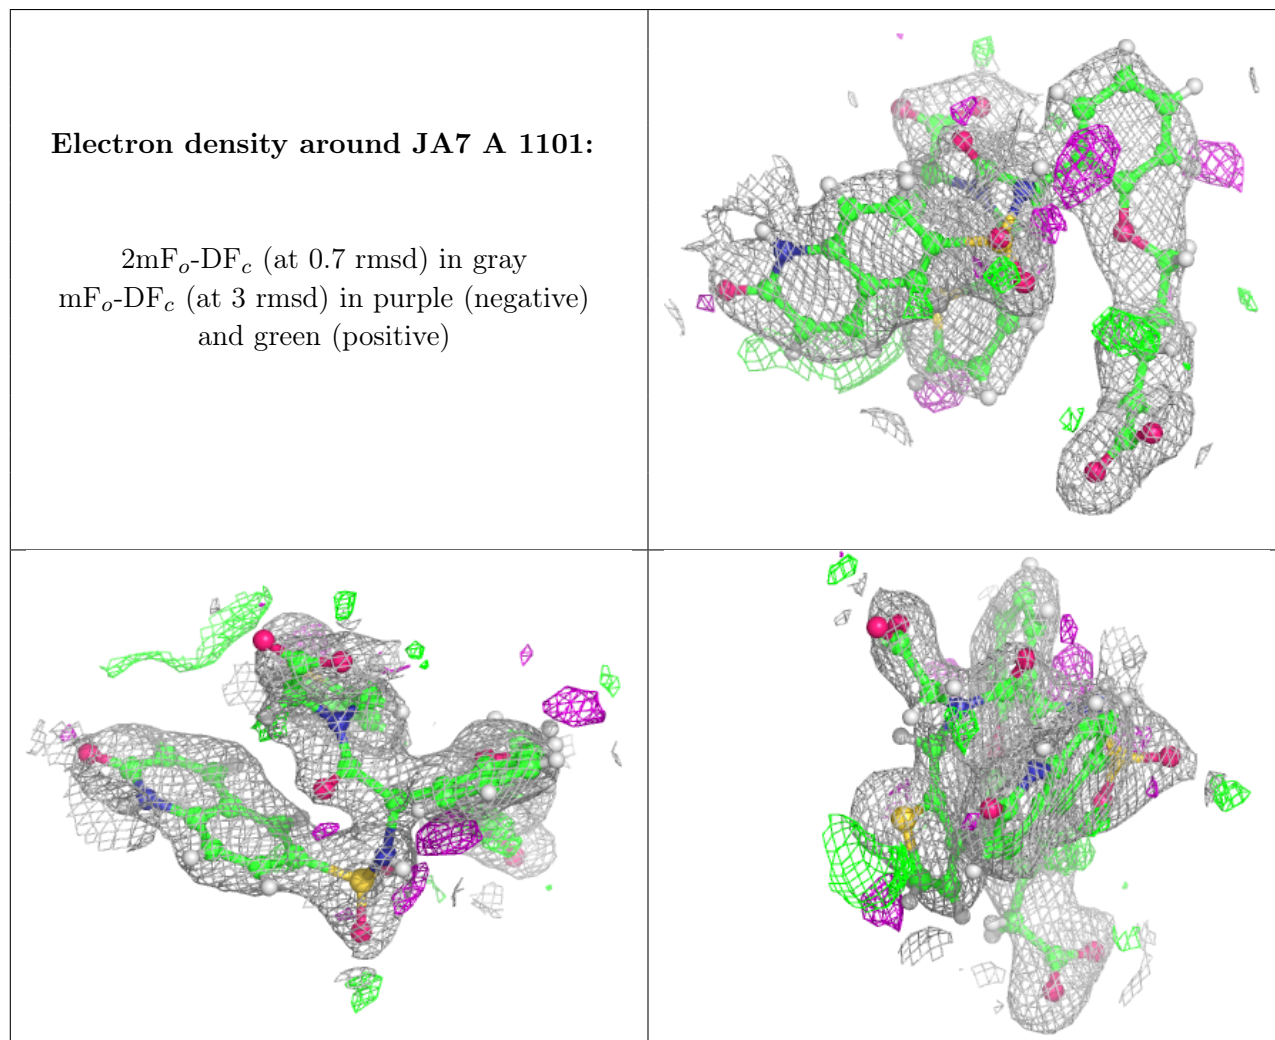 Electron density around JA7 A 1101:
2mFo-DFc (at 0.7 rmsd) in gray
mFo-DFc (at 3 rmsd) in purple (negative)
and green (positive)